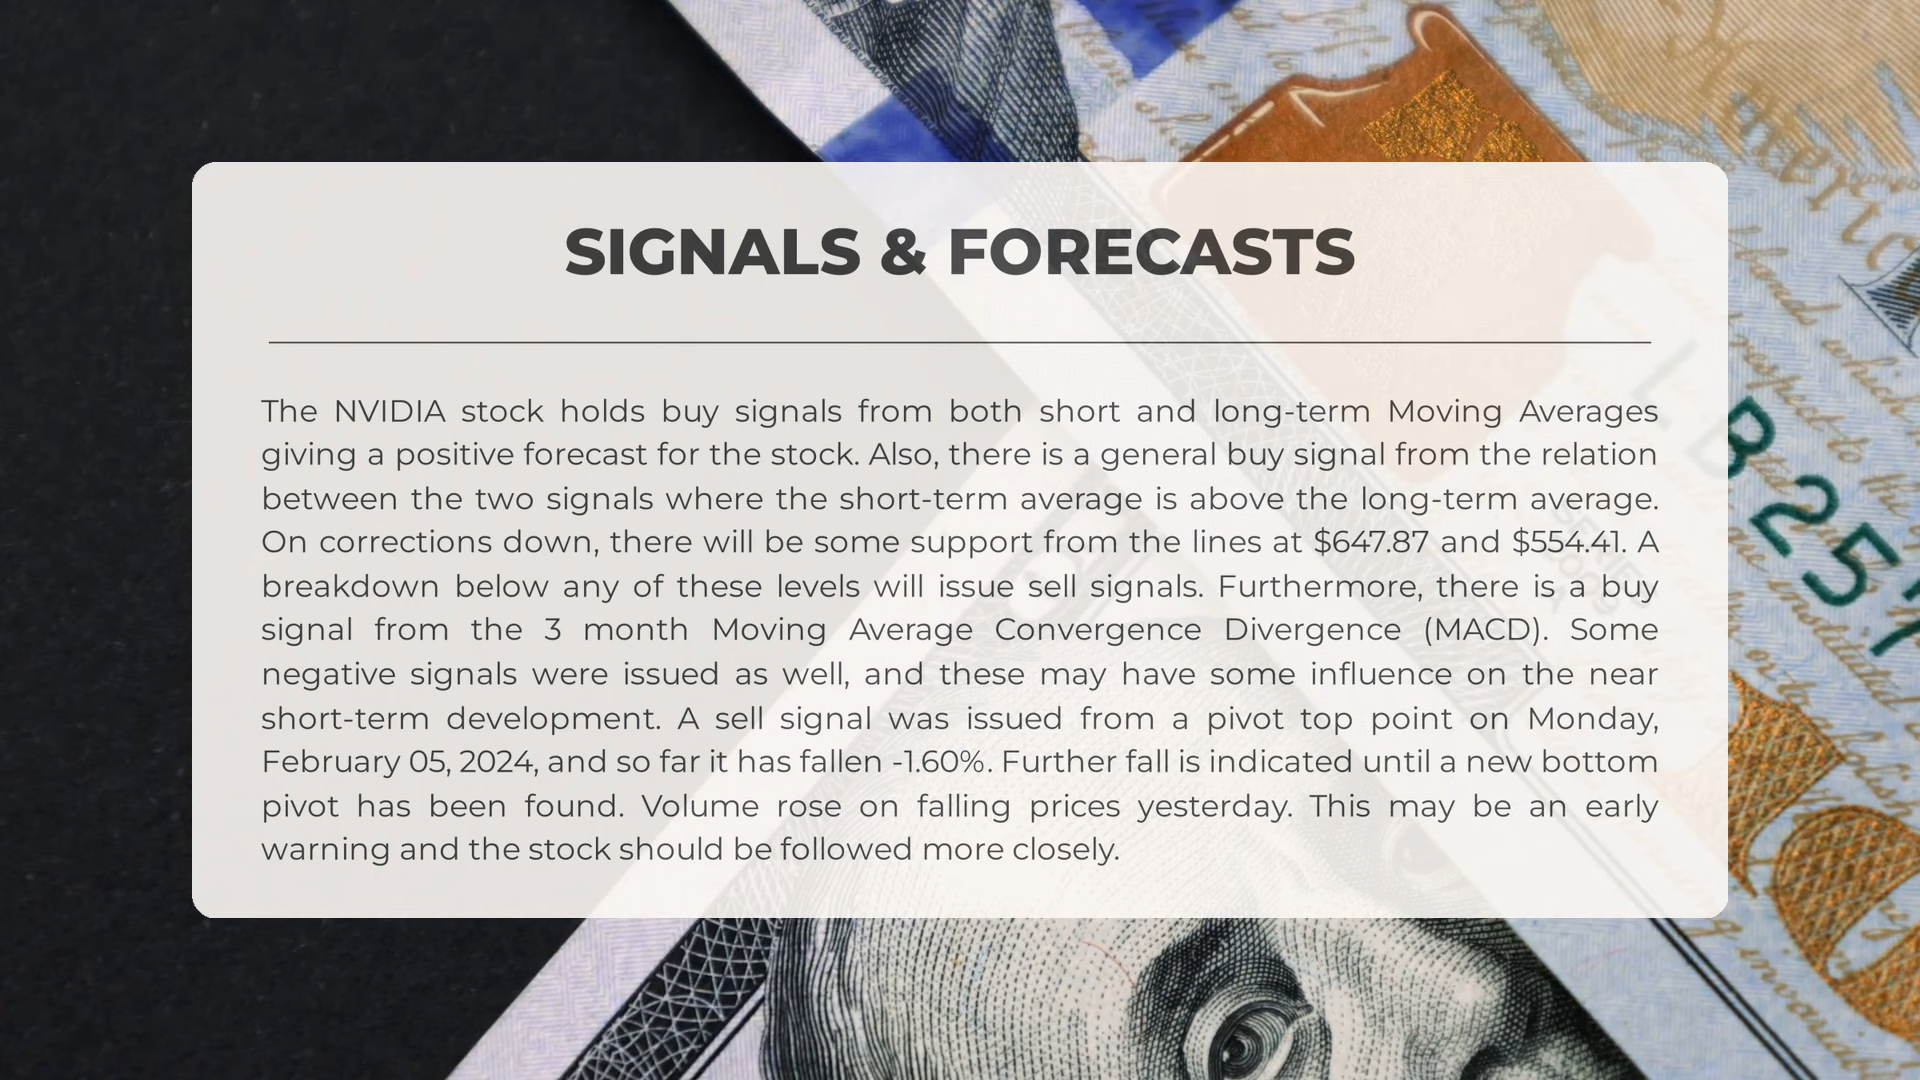 SIGNALS & FORECASTS
The NVIDIA stock holds buy signals from both short and long-term Moving Averages
giving a positive forecast for the stock. Also, there is a general buy signal from the relation
between the two signals where the short-term average is above the long-term average.
On corrections down, there will be some support from the lines at $647.87 and $554.41. A
breakdown below any of these levels will issue sell signals. Furthermore, there is a buy
signal from the 3 month Moving Average Convergence Divergence (MACD). Some
negative signals were issued as well, and these may have some influence on the near
short-term development. A sell signal was issued from a pivot top point on Monday,
February 05, 2024, and so far it has fallen -1.60%. Further fall is indicated until a new bottom
pivot has been found. Volume rose on falling prices yesterday. This may be an early
warning and the stock should be followed more closely.